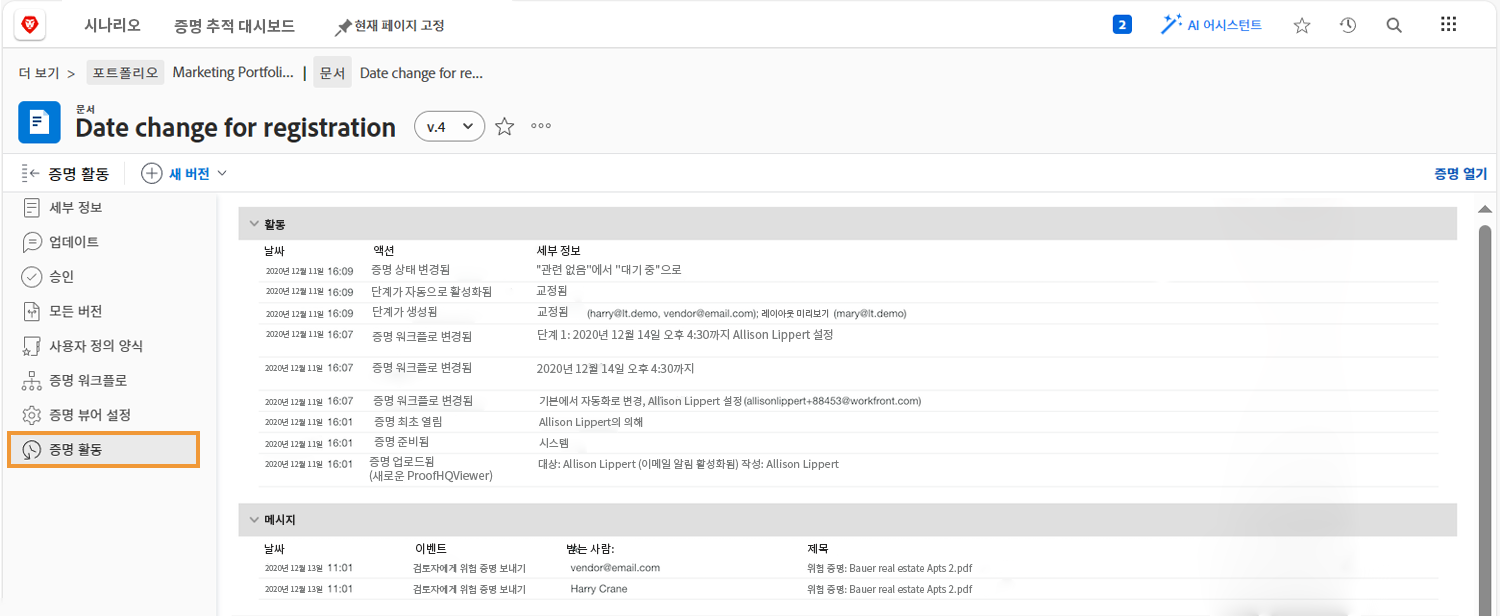 시나리오 증명 추적 대시보드 현재 페이지 고정 2 AI 어시스턴트
더 보기 > 포트폴리오 Marketing Portfoli... | 문서 Date change for re...
문서
Date change for registration v.4
증명 활동 새 버전 증명 열기
세부 정보
업데이트
승인
모든 버전
사용자 정의 양식
증명 워크플로
증명 뷰어 설정
증명 활동
활동
날짜 액션 세부 정보
2020년 12월 11일 16:09 증명 상태 변경됨 "관련 없음"에서 "대기 중"으로
2020년 12월 11일 16:09 단계가 자동으로 활성화됨 교정됨
2020년 12월 11일 16:09 단계가 생성됨 교정됨 (harry@lt.demo, vendor@email.com); 레이아웃 미리보기 (mary@lt.demo)
2020년 12월 11일 16:07 증명 워크플로 변경됨 단계 1: 2020년 12월 14일 오후 4:30까지 Allison Lippert 설정
2020년 12월 11일 16:07 증명 워크플로 변경됨 2020년 12월 14일 오후 4:30까지
2020년 12월 11일 16:07 증명 워크플로 변경됨 기본에서 자동화로 변경, Allison Lippert 설정 (allisonlippert+88453@workfront.com)
2020년 12월 11일 16:01 증명 최초 열림 Allison Lippert의 의해
2020년 12월 11일 16:01 증명 준비됨 시스템
2020년 12월 11일 16:01 증명 업로드됨 대상: Allison Lippert (이메일 알림 활성화됨) 작성: Allison Lippert
(새로운 ProofHQViewer)
메시지
날짜 이벤트 받는 사람: 제목
2020년 12월 13일 11:01 검토자에게 위험 증명 보내기 vendor@email.com 위험 증명: Bauer real estate Apts 2.pdf
2020년 12월 13일 11:01 검토자에게 위험 증명 보내기 Harry Crane 위험 증명: Bauer real estate Apts 2.pdf